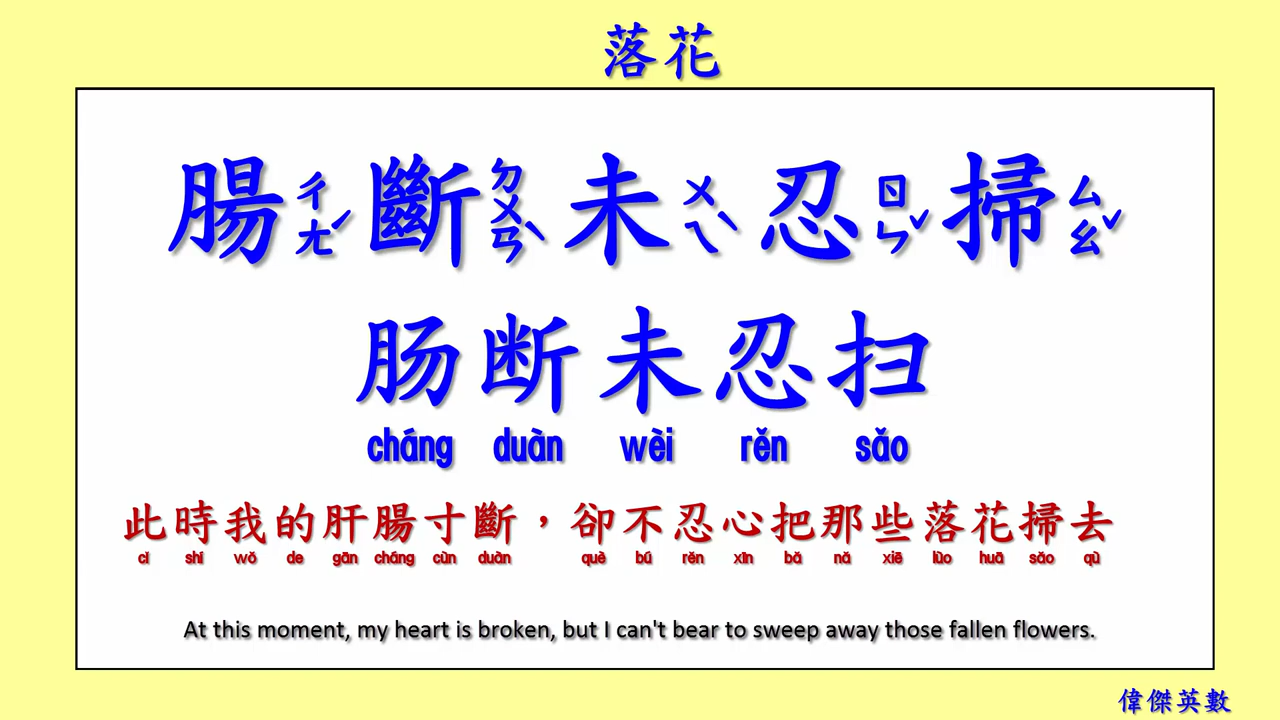 落花
腸ㄔㄤˊ斷ㄉㄨㄢˋ未ㄨㄟˋ忍ㄖㄣˇ掃ㄙㄠˇ
肠断未忍扫
cháng duàn wèi rěn sǎo
此時我的肝腸寸斷，卻不忍心把那些落花掃去
cǐ shí wǒ de gān cháng cùn duàn què bú rěn xīn bǎ nà xiē lùo huā sǎo qù
At this moment, my heart is broken, but I can't bear to sweep away those fallen flowers.
偉傑英數